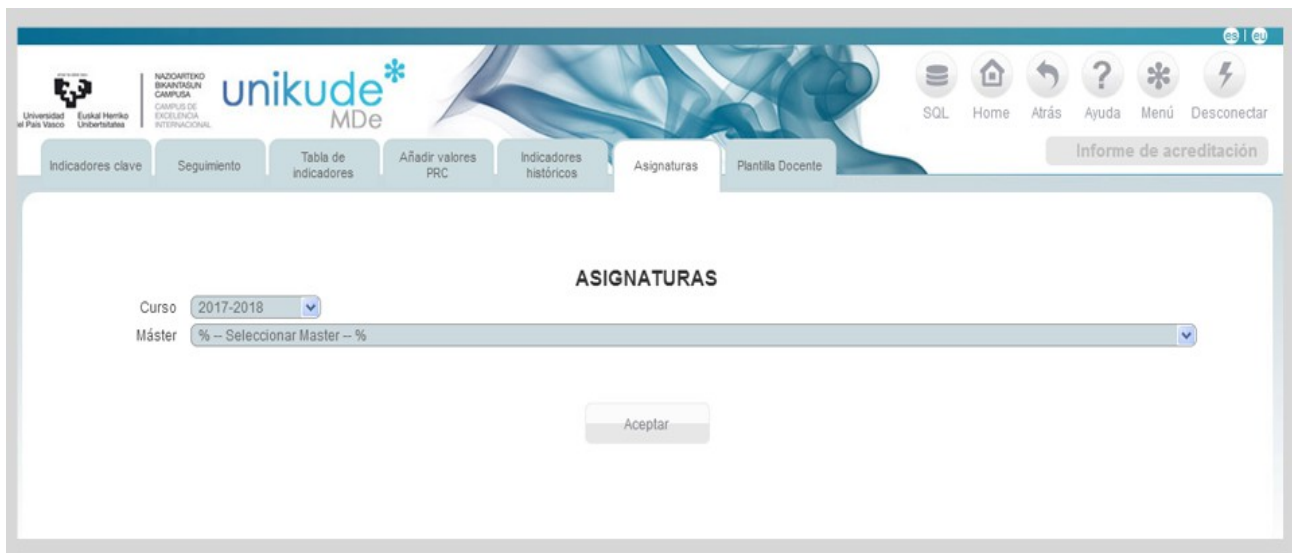 es | eu
Universidad
el País Vasco
Euskal Herriko
Unibertsitatea
NAZIOARTEKO
BIKAINTASUN
CAMPUSA
CAMPUS DE
EXCELENCIA
INTERNACIONAL
unikude*
MDe
SQL Home Atrás Ayuda Menú Desconectar
Informe de acreditación
Indicadores clave
Seguimiento
Tabla de
indicadores
Añadir valores
PRC
Indicadores
históricos
Asignaturas
Plantilla Docente
ASIGNATURAS
Curso 2017-2018
Máster % -- Seleccionar Master -- %
Aceptar